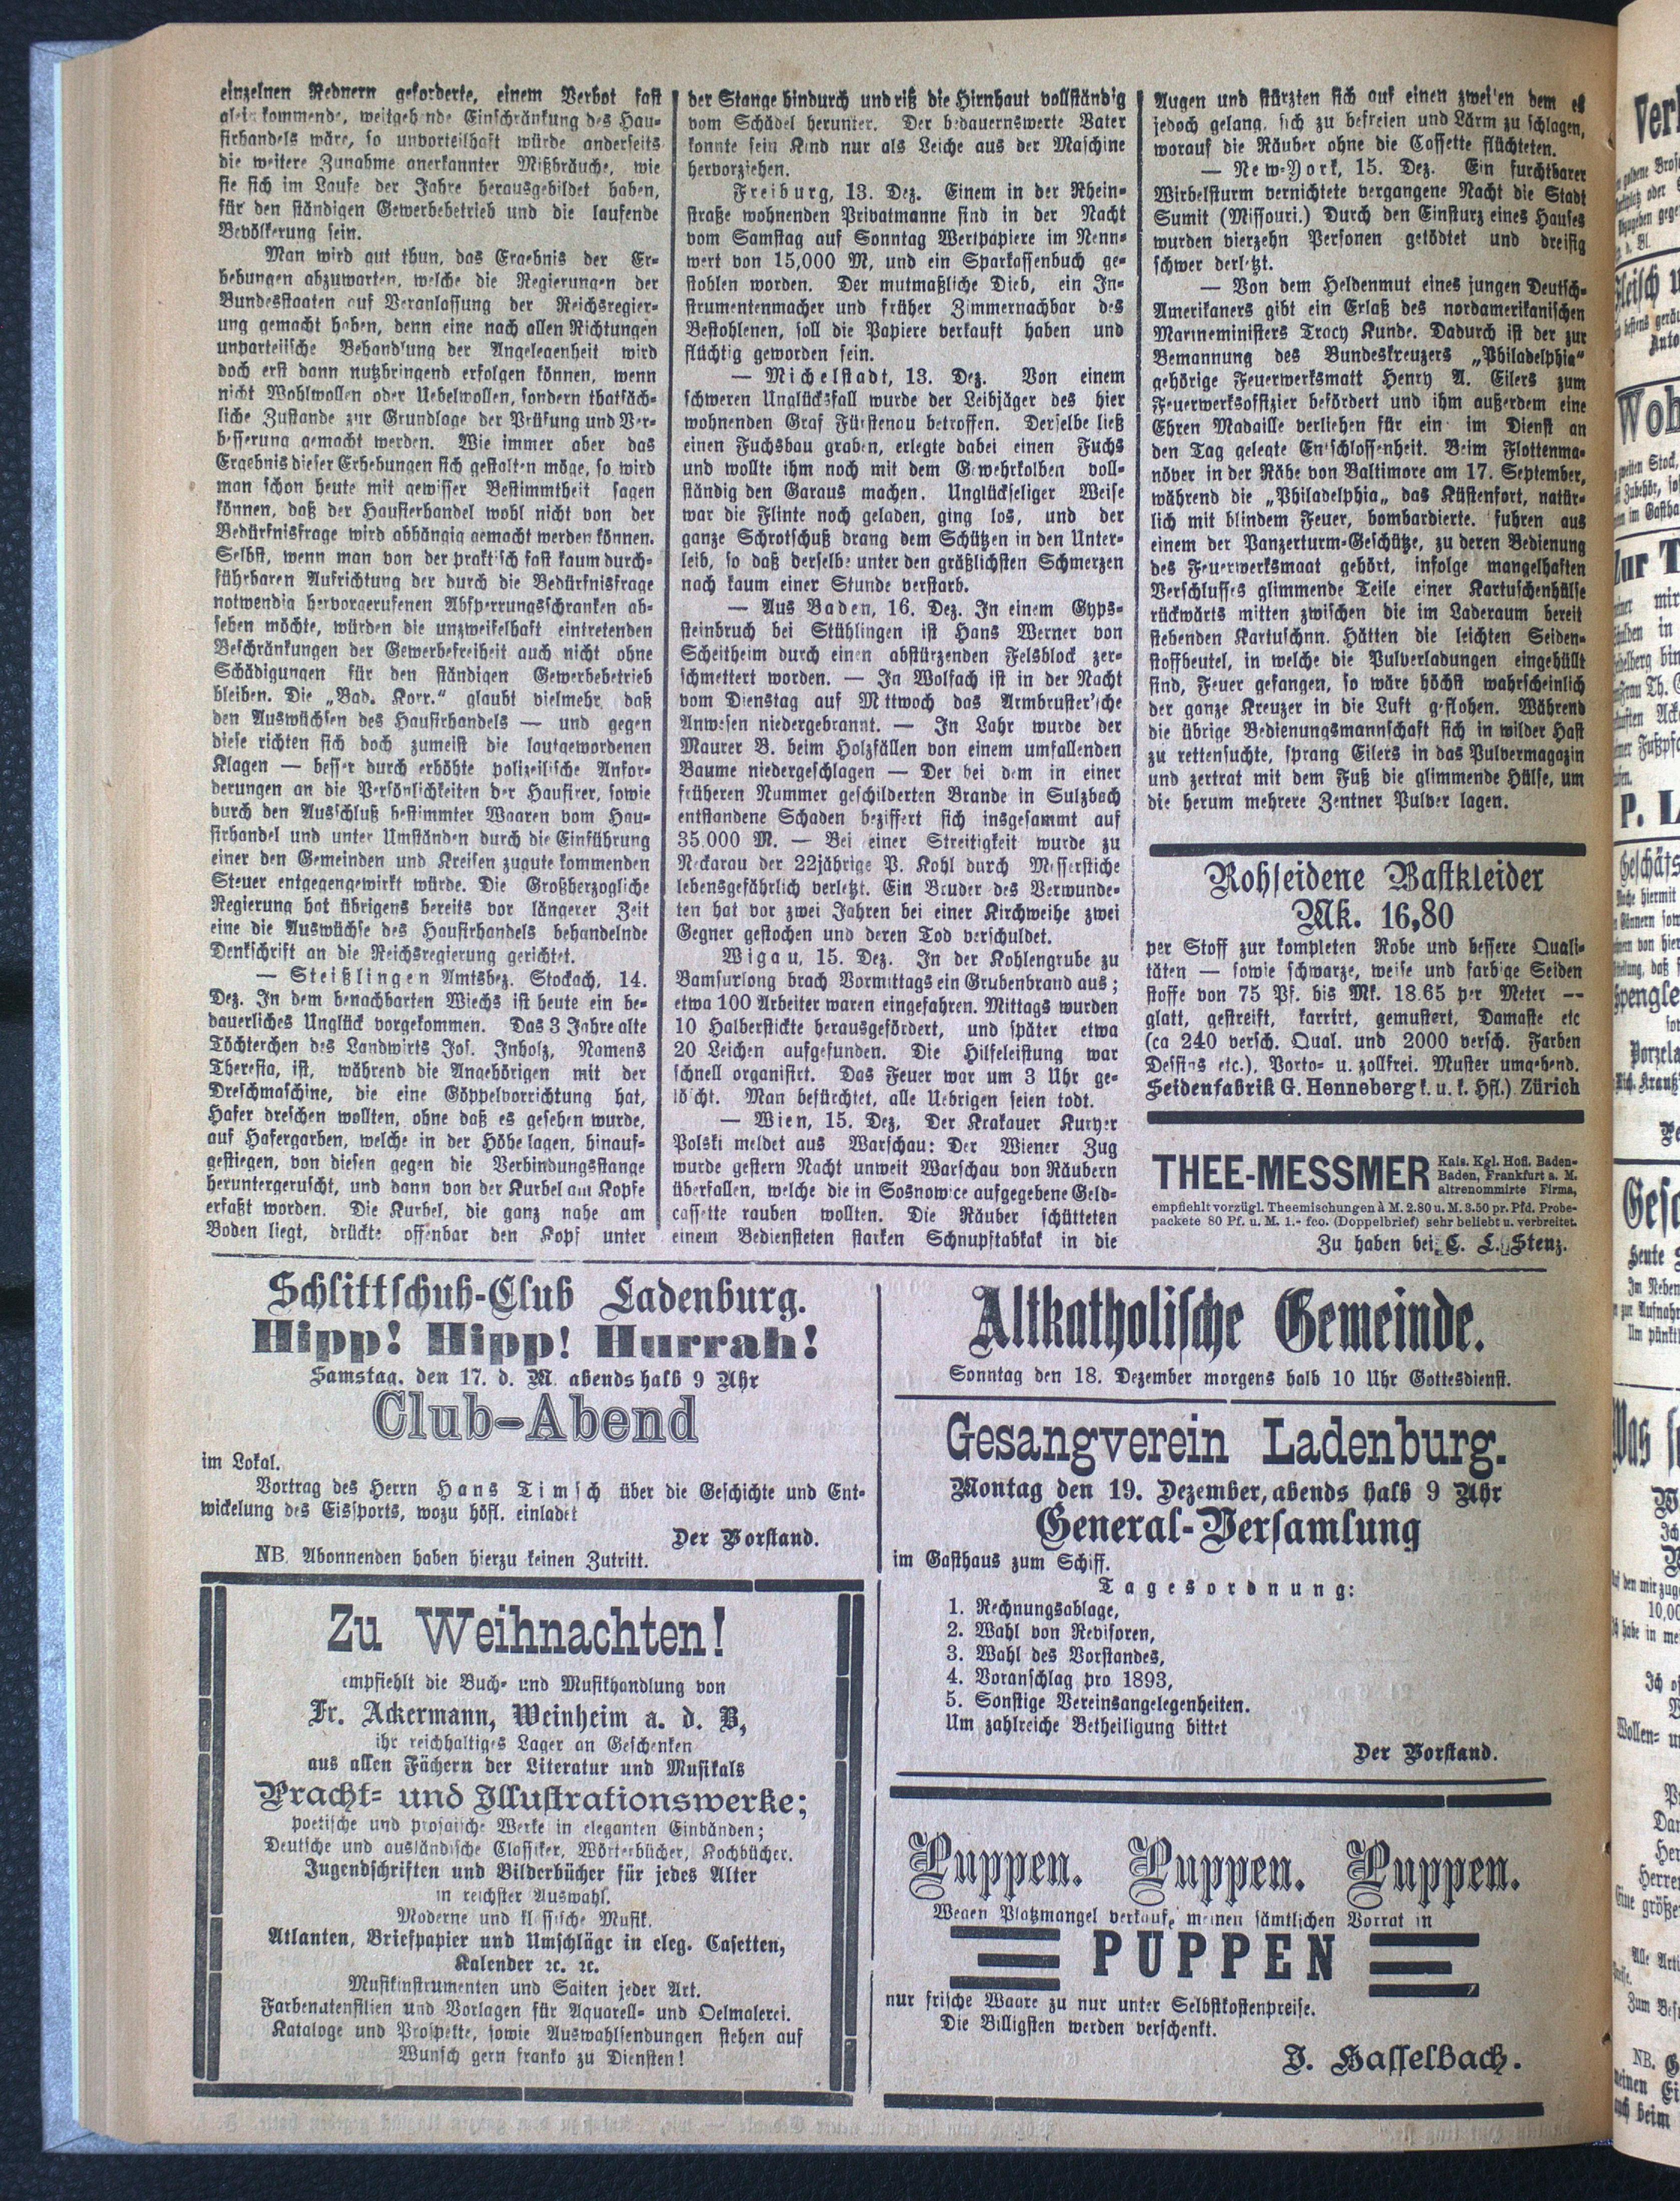 einzelnen Rednern geforderte, einem Verbot fast
gleichkommende, weitgehende Einschränkung des Hau-
sirhandels wäre, so unvorteilhaft würde anderseits
die weitere Zunahme anerkannter Mißbräuche, wie
sie sich im Laufe der Jahre herausgebildet haben,
für den ständigen Gewerbebetrieb und die laufende
Bevölkerung sein.
Man wird gut thun, das Ergebnis der Er-
hebungen abzuwarten, welche die Regierungen der
Bundesstaaten auf Veranlassung der Reichsregier-
ung gemacht haben, denn eine nach allen Richtungen
unparteiische Behandlung der Angelegenheit wird
doch erst dann nutzbringend erfolgen können, wenn
nicht Wohlwollen oder Uebelwollen, sondern thatsäch-
liche Zustände zur Grundlage der Prüfung und Ver-
besserung gemacht werden. Wie immer aber das
Ergebnis dieser Erhebungen sich gestalten möge, so wird
man schon heute mit gewisser Bestimmtheit sagen
können, daß der Hausierhandel wohl nicht von der
Bedürfnisfrage wird abhängig gemacht werden können.
Selbst, wenn man von der praktisch fast kaum durch-
führbaren Aufrichtung der durch die Bedürfnisfrage
notwendig hervorgerufenen Absperrungsschranken ab-
sehen möchte, würden die unzweifelhaft eintretenden
Beschränkungen der Gewerbefreiheit auch nicht ohne
Schädigungen für den ständigen Gewerbebetrieb
bleiben. Die „Bad. Korr.“ glaubt vielmehr, daß
den Auswüchsen des Hausirhandels — und gegen
diese richten sich doch zumeist die lautgewordenen
Klagen — besser durch erhöhte polizeilische Anfor-
derungen an die Persönlichkeiten der Hausirer, sowie
durch den Ausschluß bestimmter Waaren vom Hau-
sirhandel und unter Umständen durch die Einführung
einer den Gemeinden und Kreisen zugute kommenden
Steuer entgegengewirkt würde. Die Großherzogliche
Regierung hat übrigens bereits vor längerer Zeit
eine die Auswüchse des Hausirhandels behandelnde
Denkschrift an die Reichsregierung gerichtet.
— Steißlingen Amtsbez. Stockach, 14.
Dez. In dem benachbarten Wiechs ist heute ein be-
dauerliches Unglück vorgekommen. Das 3 Jahre alte
Töchterchen des Landwirts Jos. Inholz, Namens
Theresia, ist, während die Angehörigen mit der
Dreschmaschine, die eine Göppelvorrichtung hat,
Hafer dreschen wollten, ohne daß es gesehen wurde,
auf Hafergarben, welche in der Höhe lagen, hinauf-
gestiegen, von diesen gegen die Verbindungsstange
heruntergerutscht, und dann von der Kurbel am Kopfe
erfaßt worden. Die Kurbel, die ganz nahe am
Boden liegt, drückte offenbar den Kopf unter
der Stange hindurch und riß die Hirnhaut vollständig
vom Schädel herunter. Der bedauernswerte Vater
konnte sein Kind nur als Leiche aus der Maschine
hervorziehen.
Freiburg, 13. Dez. Einem in der Rhein-
straße wohnenden Privatmanne sind in der Nacht
vom Samstag auf Sonntag Wertpapiere im Nenn-
wert von 15,000 M, und ein Sparkassenbuch ge-
stohlen worden. Der mutmaßliche Dieb, ein In-
strumentenmacher und früher Zimmernachbar des
Bestohlenen, soll die Papiere verkauft haben und
flüchtig geworden sein.
— Michelstadt, 13. Dez. Von einem
schweren Unglücksfall wurde der Leibjäger des hier
wohnenden Graf Fürstenau betroffen. Derselbe ließ
einen Fuchsbau graben, erlegte dabei einen Fuchs
und wollte ihm noch mit dem Gewehrkolben voll-
ständig den Garaus machen. Unglückseliger Weise
war die Flinte noch geladen, ging los, und der
ganze Schrotschuß drang dem Schützen in den Unter-
leib, so daß derselbe unter den gräßlichsten Schmerzen
nach kaum einer Stunde verstarb.
— Aus Baden, 16. Dez. In einem Gyps-
steinbruch bei Stühlingen ist Hans Werner von
Scheitheim durch einen abstürzenden Felsblock zer-
schmettert worden. — In Wolfach ist in der Nacht
vom Dienstag auf Mittwoch das Armbruster'sche
Anwesen niedergebrannt. — In Lahr wurde der
Maurer B. beim Holzfällen von einem umfallenden
Baume niedergeschlagen — Der bei dem in einer
früheren Nummer geschilderten Brande in Sulzbach
entstandene Schaden beziffert sich insgesammt auf
35.000 M. — Bei einer Streitigkeit wurde zu
Neckarau der 22jährige P. Kohl durch Messerstiche
lebensgefährlich verletzt. Ein Bruder des Verwunde-
ten hat vor zwei Jahren bei einer Kirchweihe zwei
Gegner gestochen und deren Tod verschuldet.
Wigau, 15. Dez. In der Kohlengrube zu
Bamfurlong brach Vormittags ein Grubenbrand aus;
etwa 100 Arbeiter waren eingefahren. Mittags wurden
10 Halberstickte herausgefördert, und später etwa
20 Leichen aufgefunden. Die Hilfeleistung war
schnell organisirt. Das Feuer war um 3 Uhr ge-
löscht. Man befürchtet, alle Uebrigen seien todt.
— Wien, 15. Dez. Der Krakauer Kuryer
Polski meldet aus Warschau: Der Wiener Zug
wurde gestern Nacht unweit Warschau von Räubern
überfallen, welche die in Sosnowice aufgegebene Geld-
cassette rauben wollten. Die Räuber schütteten
einem Bediensteten starken Schnupftabkak in die
Augen und stürzten sich auf einen zweiten dem es
jedoch gelang, sich zu befreien und Lärm zu schlagen,
worauf die Räuber ohne die Cassette flüchteten.
— New-York, 15. Dez. Ein furchtbarer
Wirbelsturm vernichtete vergangene Nacht die Stadt
Sumit (Missouri.) Durch den Einsturz eines Hauses
wurden vierzehn Personen getödtet und dreißig
schwer verletzt.
— Von dem Heldenmut eines jungen Deutsch-
Amerikaners gibt ein Erlaß des nordamerikanischen
Marineministers Tracy Kunde. Dadurch ist der zur
Bemannung des Bundeskreuzers „Philadelphia“
gehörige Feuerwerksmatt Henry A. Eilers zum
Feuerwerksoffizier befördert und ihm außerdem eine
Ehren Madaille verliehen für ein im Dienst an
den Tag gelegte Entschlossenheit. Beim Flottenma-
növer in der Nähe von Baltimore am 17. September,
während die „Philadelphia„ das Küstenfort, natür-
lich mit blindem Feuer, bombardierte. fuhren aus
einem der Panzerturm-Geschütze, zu deren Bedienung
des Feuerwerksmaat gehört, infolge mangelhaften
Verschlusses glimmende Teile einer Kartuschenhülse
rückwärts mitten zwischen die im Laderaum bereit
stehenden Kartuschnn. Hätten die leichten Seiden-
stoffbeutel, in welche die Pulverladungen eingehüllt
sind, Feuer gefangen, so wäre höchst wahrscheinlich
der ganze Kreuzer in die Luft geflohen. Während
die übrige Bedienungsmannschaft sich in wilder Hast
zu retten suchte, sprang Eilers in das Pulvermagazin
und zertrat mit dem Fuß die glimmende Hülse, um
die herum mehrere Zentner Pulver lagen.
Rohseidene Bastkleider
Mk. 16,80
per Stoff zur kompleten Robe und bessere Quali-
täten — sowie schwarze, weise und farbige Seiden
stoffe von 75 Pf. bis Mk. 18.65 per Meter —
glatt, gestreift, karrirt, gemustert, Damaste etc
(ca 240 versch. Qual. und 2000 versch. Farben
Dessins etc.), Porto- u. zollfrei. Muster umgehend.
Seidenfabrik G. Henneberg k. u. k. Hfl.) Zürich
THEE-MESSMER
Kais. Kgl. Hofl. Baden-
Baden, Frankfurt a. M.
altrenommirte Firma,
empfiehlt vorzügl. Theemischungen à M. 2.80 u. M. 3.50 pr. Pfd. Probe-
packete 80 Pf. u. M. 1.- fco. (Doppelbrief) sehr beliebt u. verbreitet.
Zu haben bei C. L. Stenz.
Schlittschuh-Club Ladenburg.
Hipp! Hipp! Hurrah!
Samstag, den 17. d. M. abends halb 9 Uhr
Club-Abend
im Lokal.
Vortrag des Herrn Hans Timsch über die Geschichte und Ent-
wickelung des Eissports, wozu höfl. einladet
Der Vorstand.
NB. Abonnenden haben hierzu keinen Zutritt.
Zu Weihnachten!
empfiehlt die Buch- und Musikhandlung von
Fr. Ackermann, Weinheim a. d. B,
ihr reichhaltiges Lager an Geschenken
aus allen Fächern der Literatur und Musikals
Pracht- und Illustrationswerke;
poetische und prosaische Werke in eleganten Einbänden;
Deutsche und ausländische Classiker, Wörterbücher, Kochbücher.
Jugendschriften und Bilderbücher für jedes Alter
in reichster Auswahl.
Moderne und klassische Musik.
Atlanten, Briefpapier und Umschläge in eleg. Casetten,
Kalender ꝛc. ꝛc.
Musikinstrumenten und Saiten jeder Art.
Farbenutensilien und Vorlagen für Aquarell- und Oelmalerei.
Kataloge und Prospekte, sowie Auswahlsendungen stehen auf
Wunsch gern franko zu Diensten!
Altkatholische Gemeinde.
Sonntag den 18. Dezember morgens halb 10 Uhr Gottesdienst.
Gesangverein Ladenburg.
Montag den 19. Dezember, abends halb 9 Uhr
General-Versamlung
im Gasthaus zum Schiff.
Tagesordnung:
1. Rechnungsablage,
2. Wahl von Revisoren,
3. Wahl des Vorstandes,
4. Voranschlag pro 1893,
5. Sonstige Vereinsangelegenheiten.
Um zahlreiche Betheiligung bittet
Der Vorstand.
Puppen. Puppen. Puppen.
Wegen Platzmangel verkaufe meinen sämtlichen Vorrat in
PUPPEN
nur frische Waare zu nur unter Selbstkostenpreise.
Die Billigsten werden verschenkt.
J. Hasselbach.